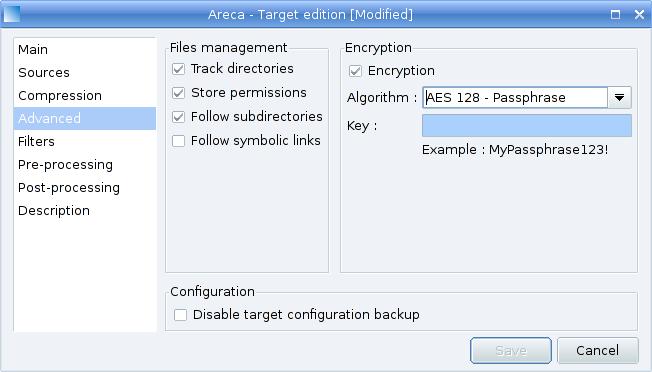 Areca - Target edition [Modified]
Main
Sources
Compression
Advanced
Filters
Pre-processing
Post-processing
Description
Files management
Track directories
Store permissions
Follow subdirectories
Follow symbolic links
Encryption
Encryption
Algorithm : AES 128 - Passphrase
Key :
Example : MyPassphrase123!
Configuration
Disable target configuration backup
Save
Cancel